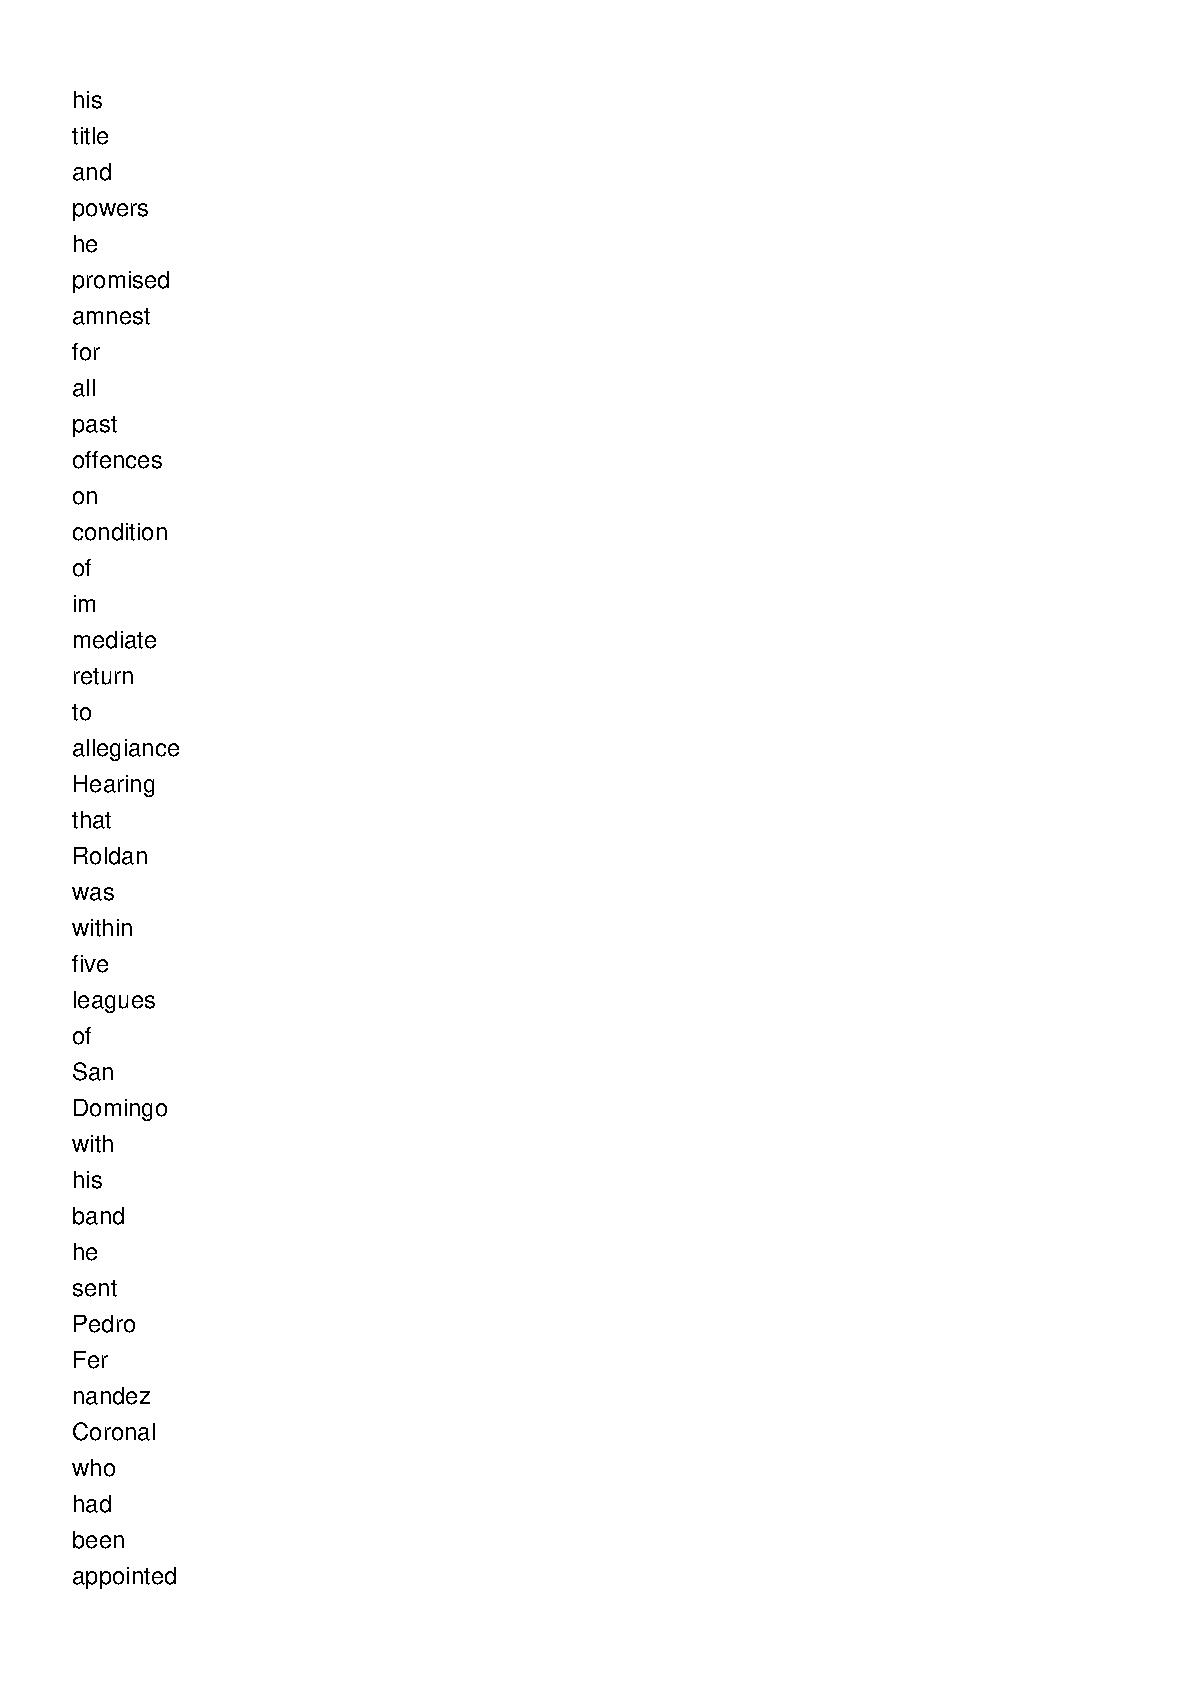 his
title
and
powers
he
promised
amnest
for
all
past
offences
on
condition
of
im
mediate
return
to
allegiance
Hearing
that
Roldan
was
within
five
leagues
of
San
Domingo
with
his
band
he
sent
Pedro
Fer
nandez
Coronal
who
had
been
appointed